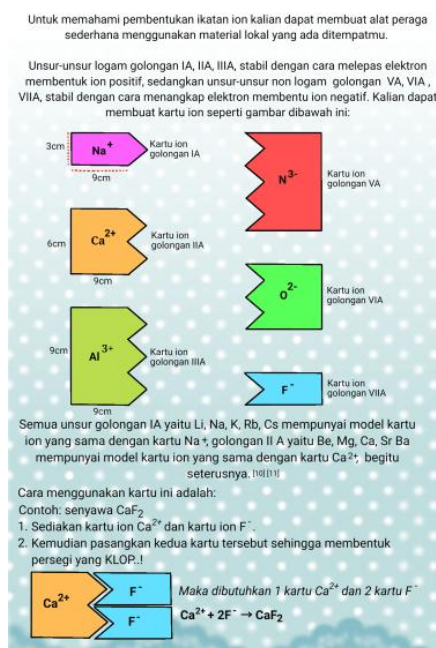 Untuk memahami pembentukan ikatan ion kalian dapat membuat alat peraga
sederhana menggunakan material lokal yang ada ditempatmu.
Unsur-unsur logam golongan IA, IIA, IIIA, stabil dengan cara melepas elektron
membentuk ion positif, sedangkan unsur-unsur non logam golongan VA, VIA ,
VIIA, stabil dengan cara menangkap elektron membentu ion negatif. Kalian dapat
membuat kartu ion seperti gambar dibawah ini:
3cm
Na⁺
Kartu ion
golongan IA
9cm
N³⁻
Kartu ion
golongan VA
6cm
Ca²⁺
Kartu ion
golongan IIA
9cm
O²⁻
Kartu ion
golongan VIA
9cm
Al³⁺
Kartu ion
golongan IIIA
9cm
F⁻
Kartu ion
golongan VIIA
Semua unsur golongan IA yaitu Li, Na, K, Rb, Cs mempunyai model kartu
ion yang sama dengan kartu Na⁺, golongan II A yaitu Be, Mg, Ca, Sr Ba
mempunyai model kartu ion yang sama dengan kartu Ca²⁺, begitu
seterusnya. [10][11]
Cara menggunakan kartu ini adalah:
Contoh: senyawa CaF₂
1. Sediakan kartu ion Ca²⁺ dan kartu ion F⁻.
2. Kemudian pasangkan kedua kartu tersebut sehingga membentuk
persegi yang KLOP..!
Ca²⁺
F⁻
F⁻
Maka dibutuhkan 1 kartu Ca²⁺ dan 2 kartu F⁻
Ca²⁺ + 2F⁻ → CaF₂